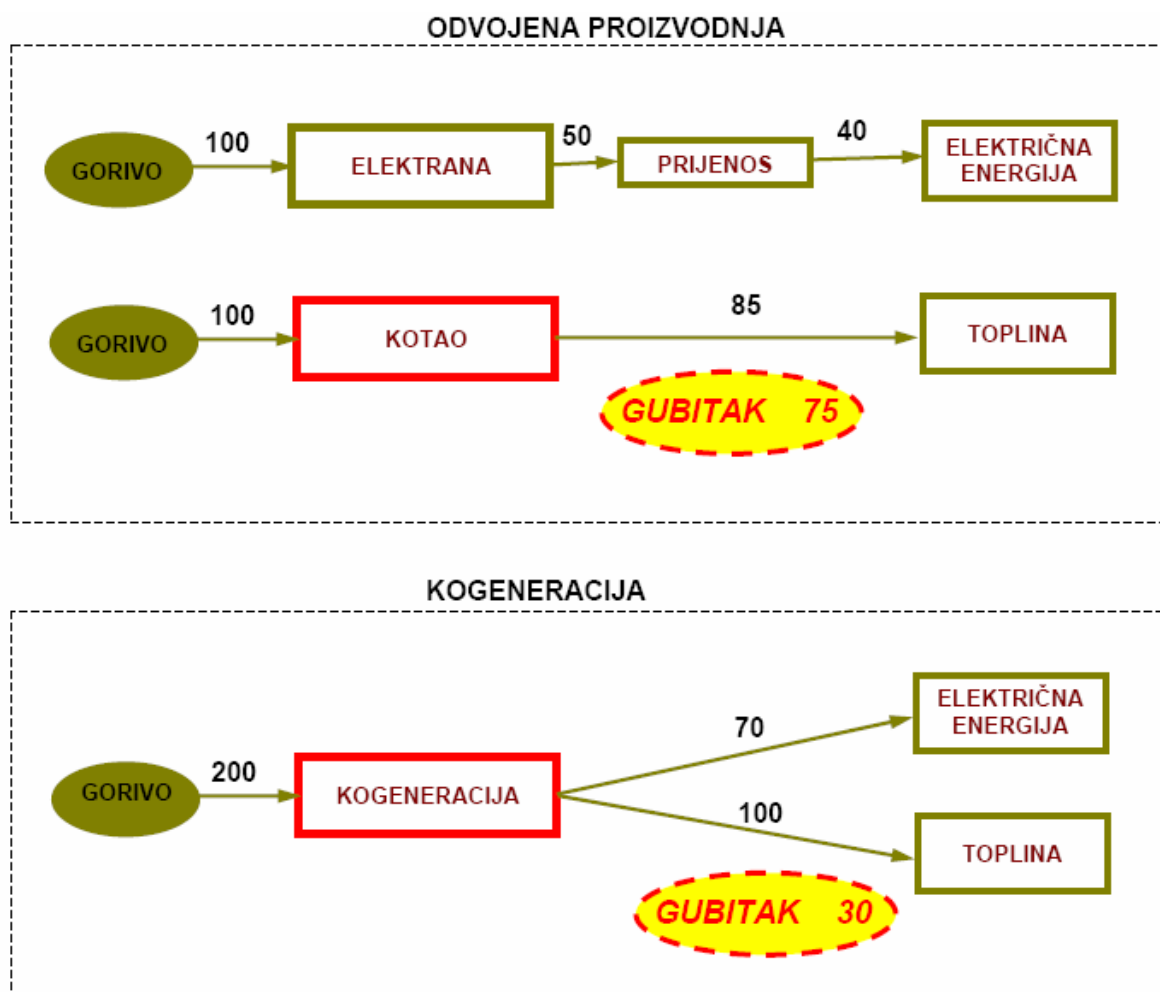 ODVOJENA PROIZVODNJA
100
50
40
GORIVO
ELEKTRANA
PRIJENOS
ELEKTRIČNA
ENERGIJA
100
85
GORIVO
KOTAO
TOPLINA
GUBITAK 75
KOGENERACIJA
ELEKTRIČNA
ENERGIJA
70
200
GORIVO
KOGENERACIJA
100
TOPLINA
GUBITAK 30